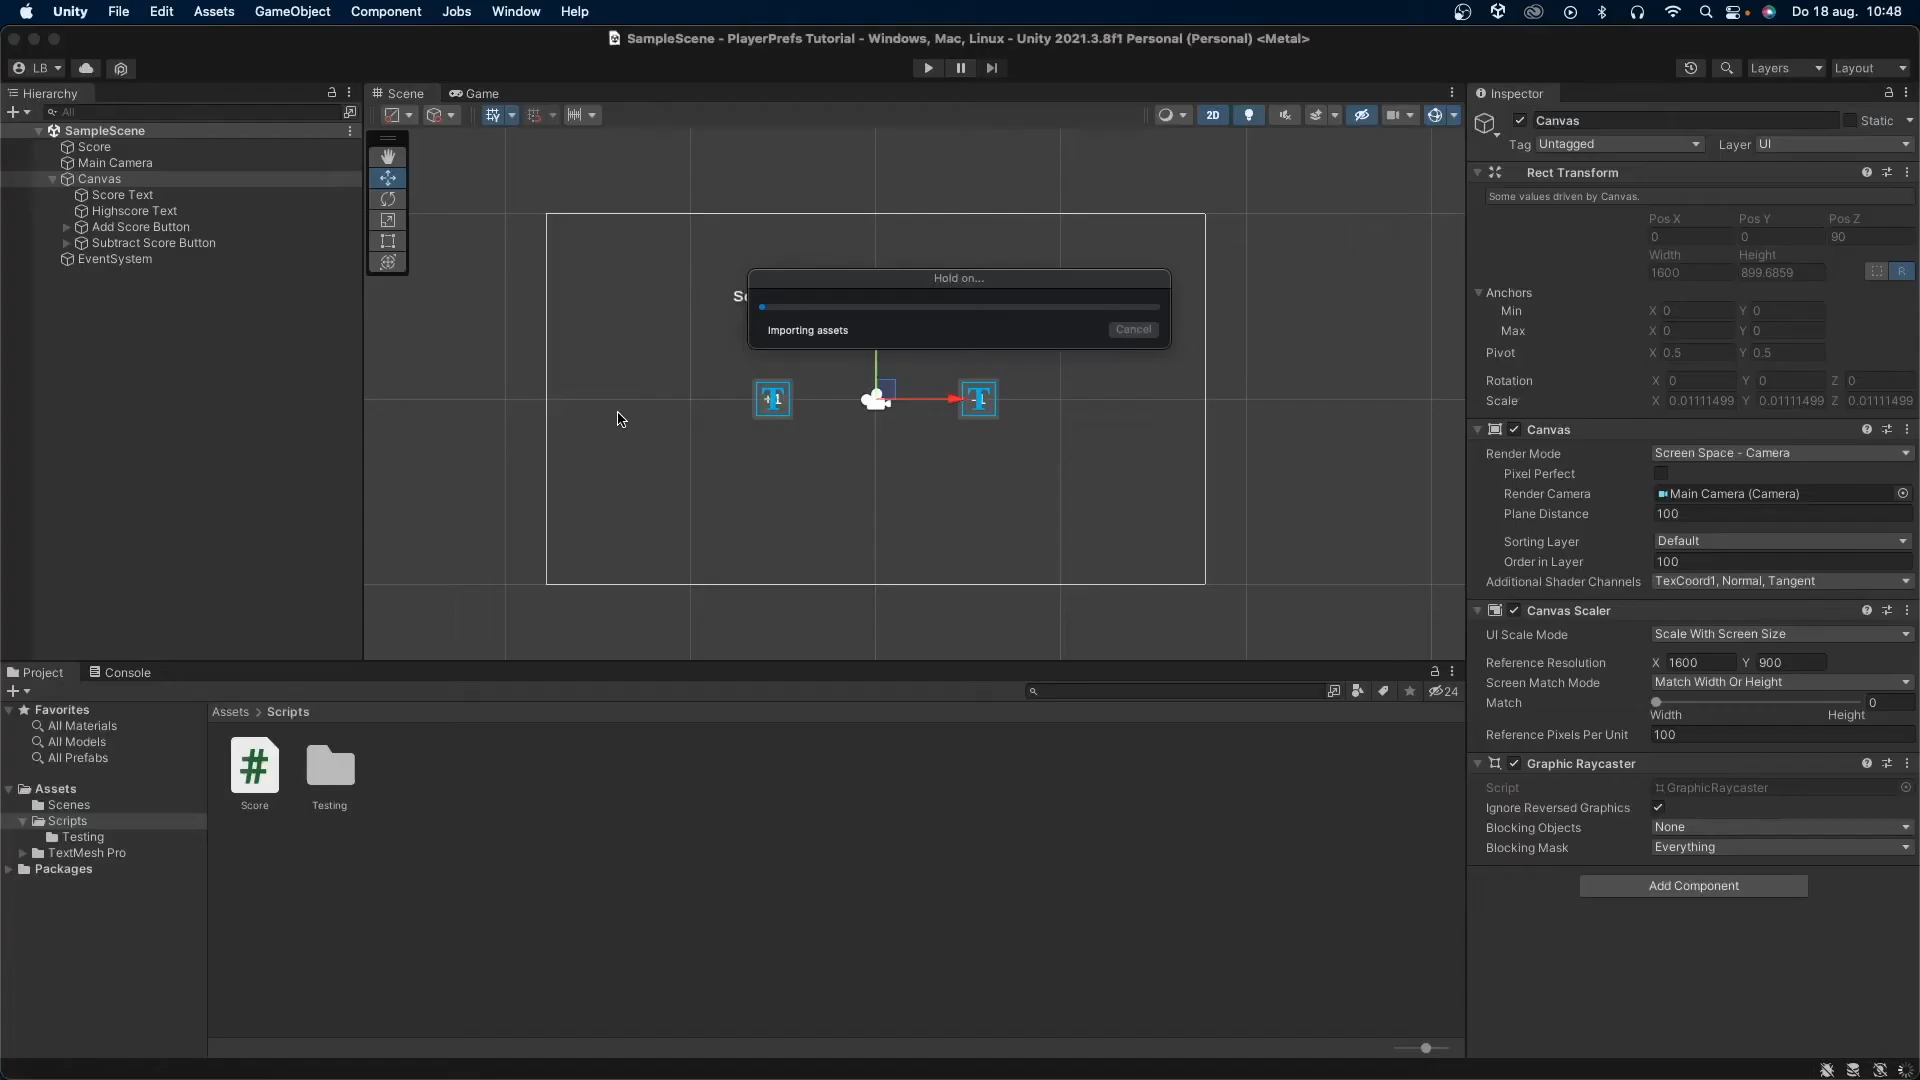 Unity File Edit Assets GameObject Component Jobs Window Help Do 18 aug. 10:48
SampleScene - PlayerPrefs Tutorial - Windows, Mac, Linux - Unity 2021.3.8f1 Personal (Personal) <Metal>
LB Layers Layout
Hierarchy
All
SampleScene
Score
Main Camera
Canvas
Score Text
Highscore Text
Add Score Button
Subtract Score Button
EventSystem
Scene Game
2D
Hold on...
Importing assets Cancel
Inspector
Canvas Static
Tag Untagged Layer UI
Rect Transform
Some values driven by Canvas.
Pos X Pos Y Pos Z
0 0 90
Width Height
1600 899.6859 R
Anchors
Min X 0 Y 0
Max X 0 Y 0
Pivot X 0.5 Y 0.5
Rotation X 0 Y 0 Z 0
Scale X 0.01111499 Y 0.01111499 Z 0.01111499
Canvas
Render Mode Screen Space - Camera
Pixel Perfect
Render Camera Main Camera (Camera)
Plane Distance 100
Sorting Layer Default
Order in Layer 100
Additional Shader Channels TexCoord1, Normal, Tangent
Canvas Scaler
UI Scale Mode Scale With Screen Size
Reference Resolution X 1600 Y 900
Screen Match Mode Match Width Or Height
Match 0
Width Height
Reference Pixels Per Unit 100
Graphic Raycaster
Script GraphicRaycaster
Ignore Reversed Graphics
Blocking Objects None
Blocking Mask Everything
Add Component
Project Console
24
Favorites
All Materials
All Models
All Prefabs
Assets
Scenes
Scripts
Testing
TextMesh Pro
Packages
Assets > Scripts
#
Score Testing